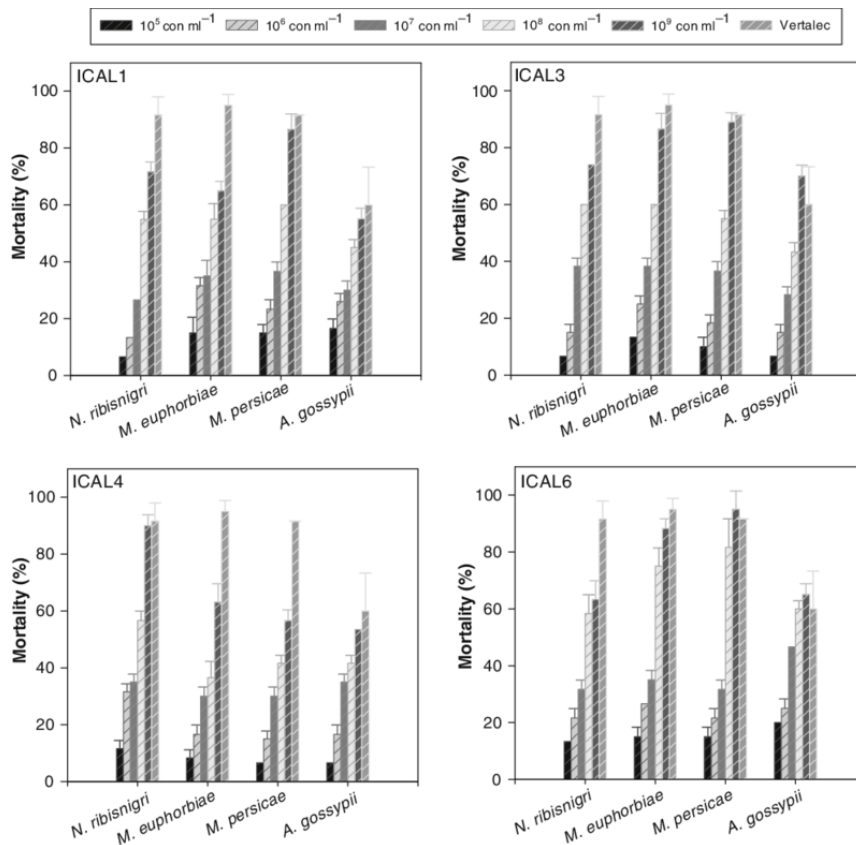 10⁵ con ml⁻¹ 10⁶ con ml⁻¹ 10⁷ con ml⁻¹ 10⁸ con ml⁻¹ 10⁹ con ml⁻¹ Vertalec
ICAL1
Mortality (%)
100
80
60
40
20
0
N. ribisnigri
M. euphorbiae
M. persicae
A. gossypii
ICAL3
Mortality (%)
100
80
60
40
20
0
N. ribisnigri
M. euphorbiae
M. persicae
A. gossypii
ICAL4
Mortality (%)
100
80
60
40
20
0
N. ribisnigri
M. euphorbiae
M. persicae
A. gossypii
ICAL6
Mortality (%)
100
80
60
40
20
0
N. ribisnigri
M. euphorbiae
M. persicae
A. gossypii